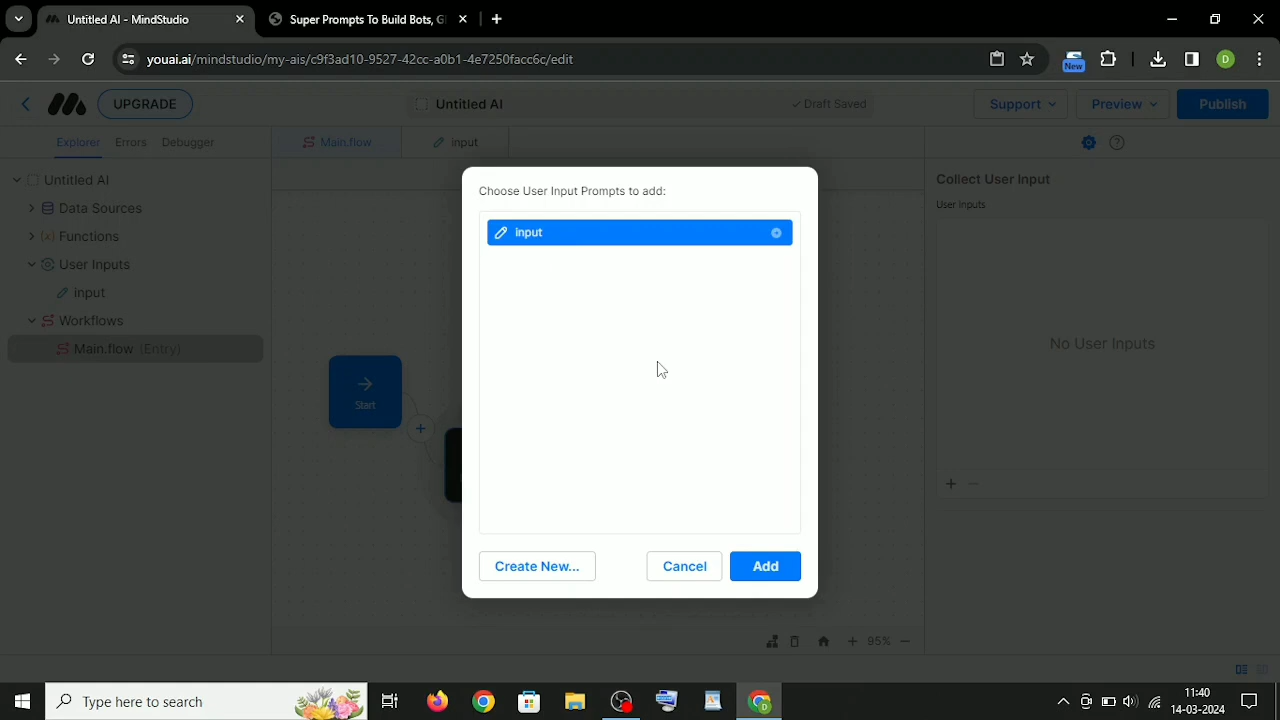 Untitled AI - MindStudio
Super Prompts To Build Bots, G
youai.ai/mindstudio/my-ais/c9f3ad10-9527-42cc-a0b1-4e7250facc6c/edit
New
D
UPGRADE
Untitled AI
Draft Saved
Support
Preview
Publish
Explorer
Errors
Debugger
Main.flow
input
Untitled AI
Data Sources
Functions
User Inputs
input
Workflows
Main.flow (Entry)
Start
Choose User Input Prompts to add:
input
Create New...
Cancel
Add
Collect User Input
User Inputs
No User Inputs
95%
Type here to search
17:40
14-03-2024